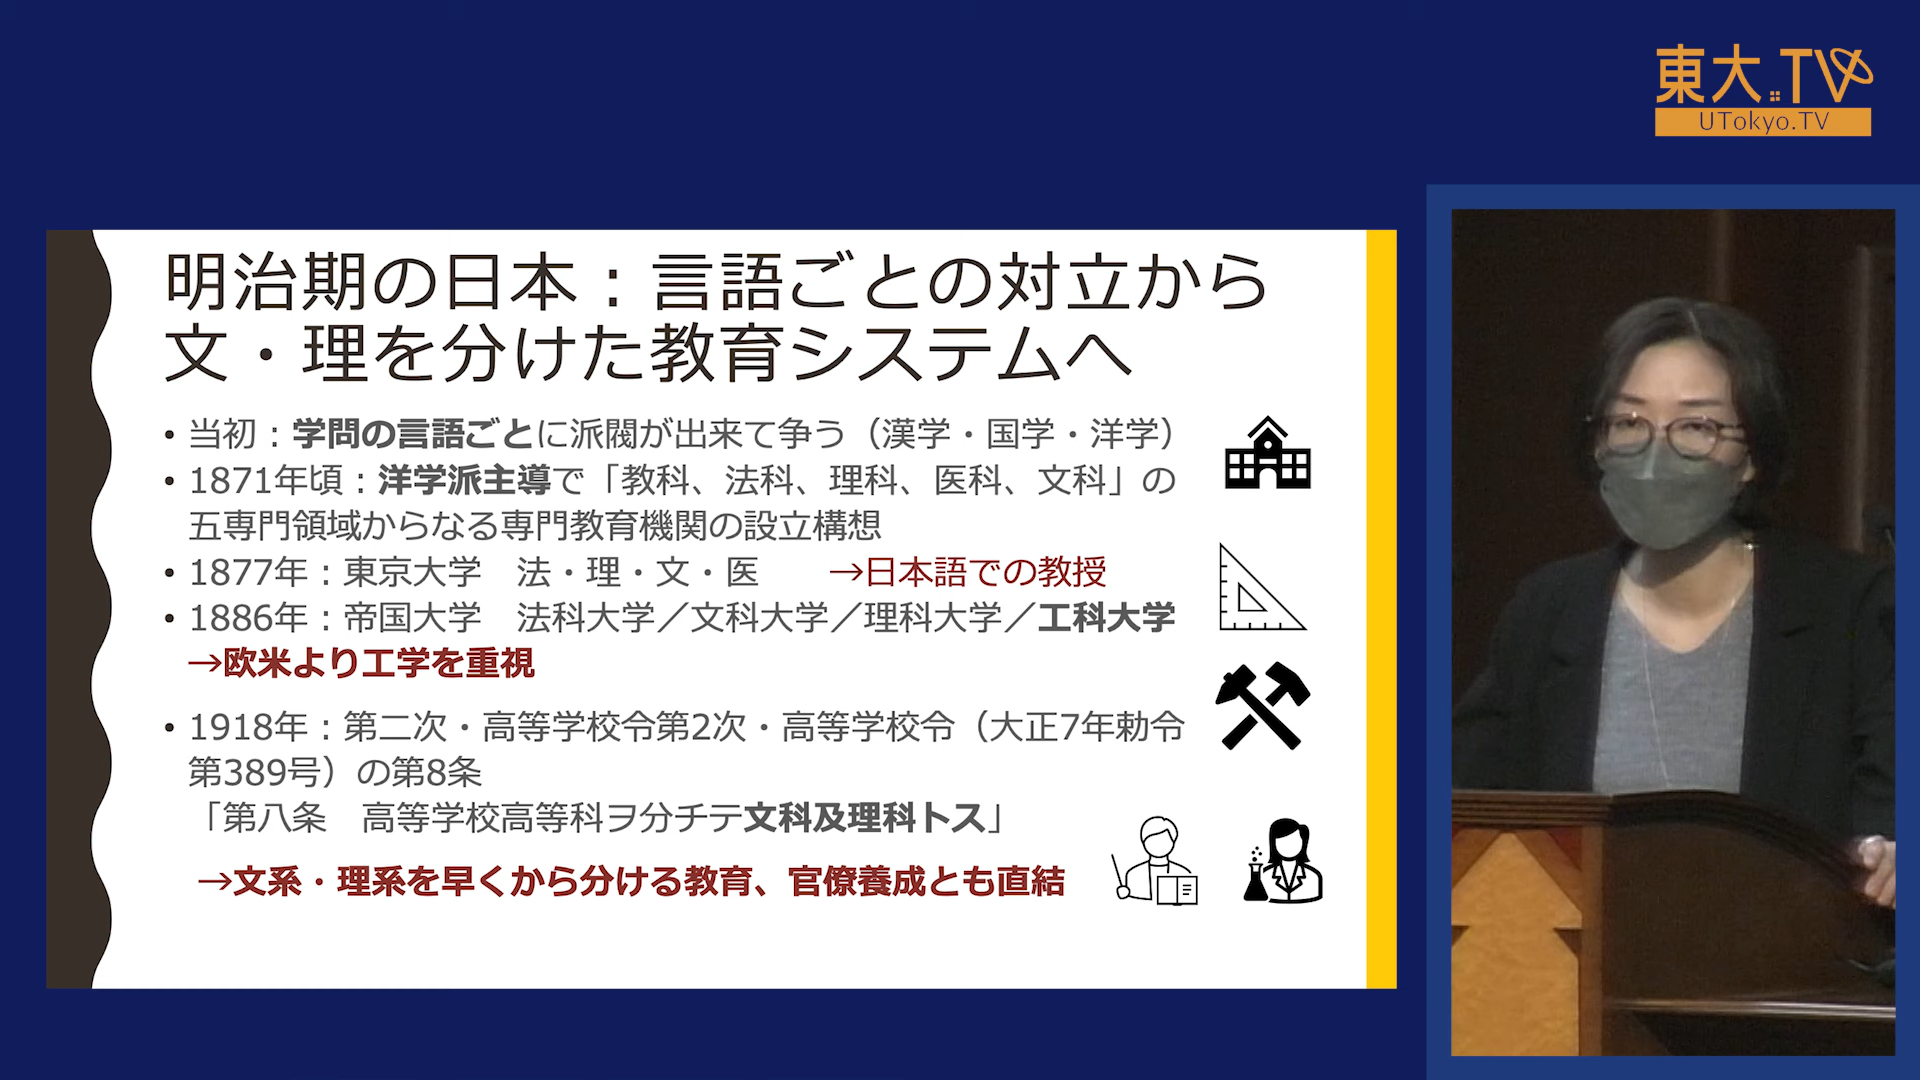 東大TV
UTokyo.TV
明治期の日本：言語ごとの対立から
文・理を分けた教育システムへ
• 当初：学問の言語ごとに派閥が出来て争う（漢学・国学・洋学）
• 1871年頃：洋学派主導で「教科、法科、理科、医科、文科」の
五専門領域からなる専門教育機関の設立構想
• 1877年：東京大学　法・理・文・医　　→日本語での教授
• 1886年：帝国大学　法科大学／文科大学／理科大学／工科大学
→欧米より工学を重視
• 1918年：第二次・高等学校令第2次・高等学校令（大正7年勅令
第389号）の第8条
「第八条　高等学校高等科ヲ分チテ文科及理科トス」
→文系・理系を早くから分ける教育、官僚養成とも直結